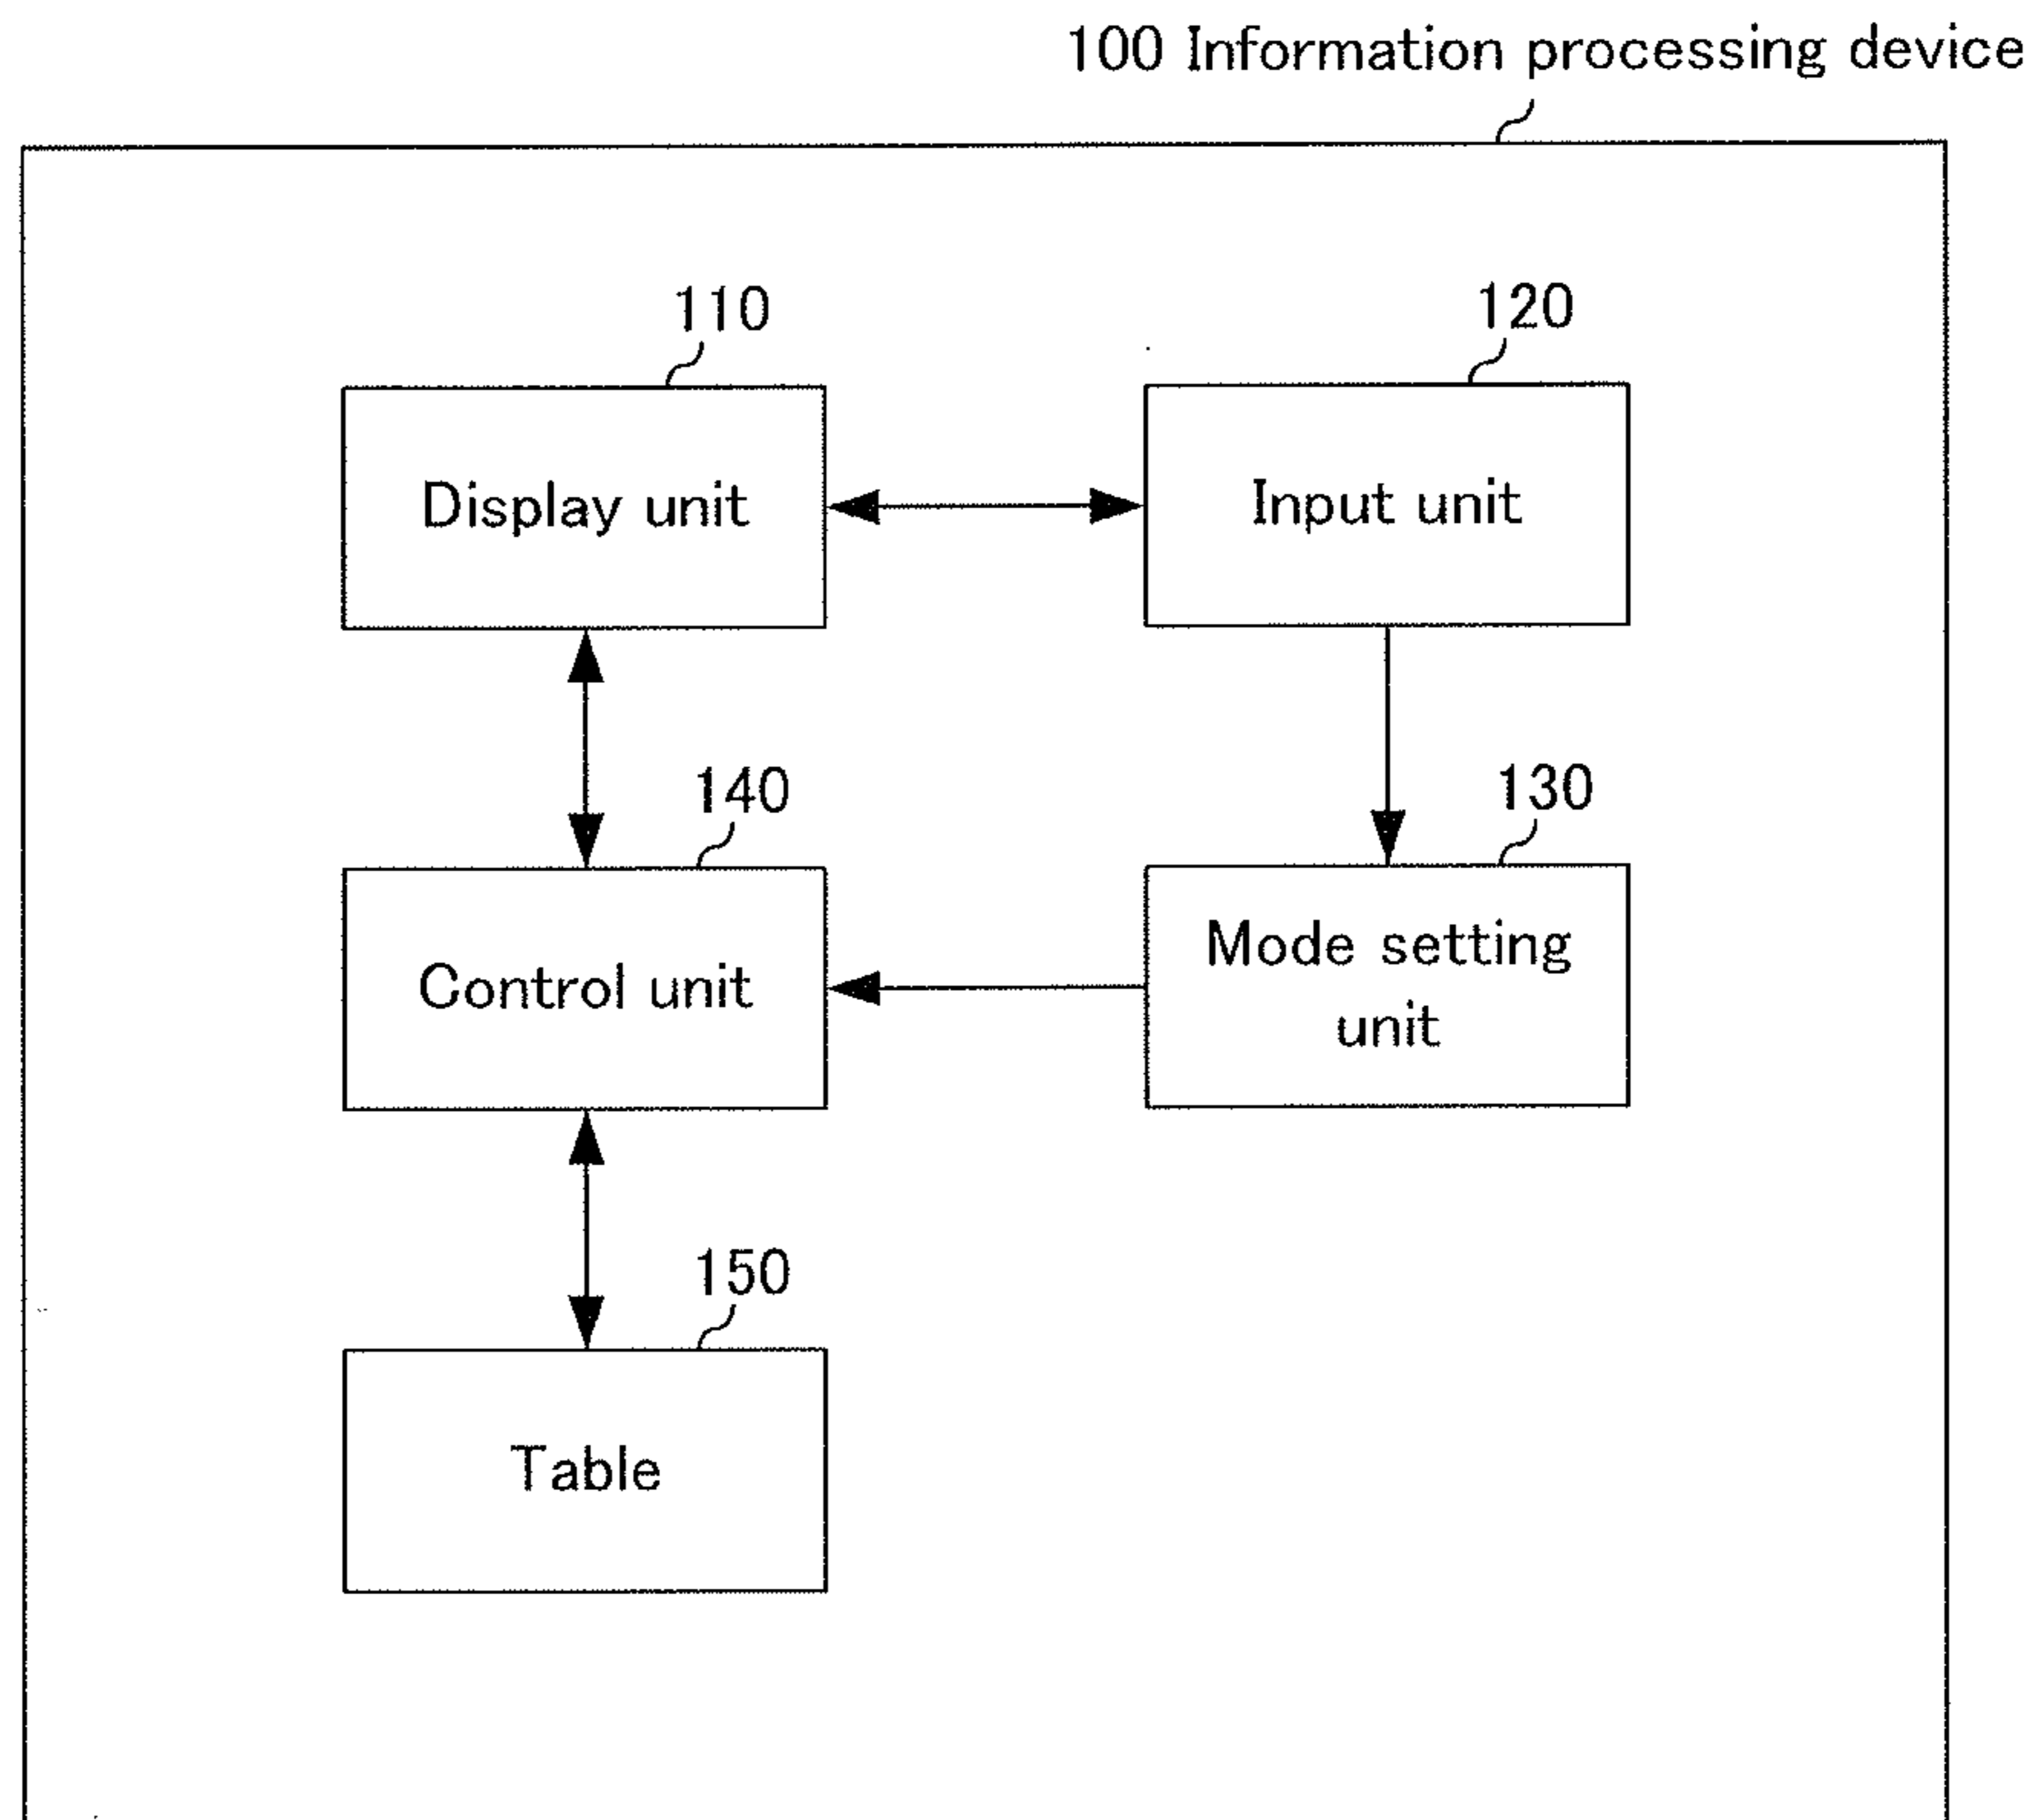 100 Information processing device
110
120
Display unit
Input unit
140
130
Control unit
Mode setting
unit
150
Table